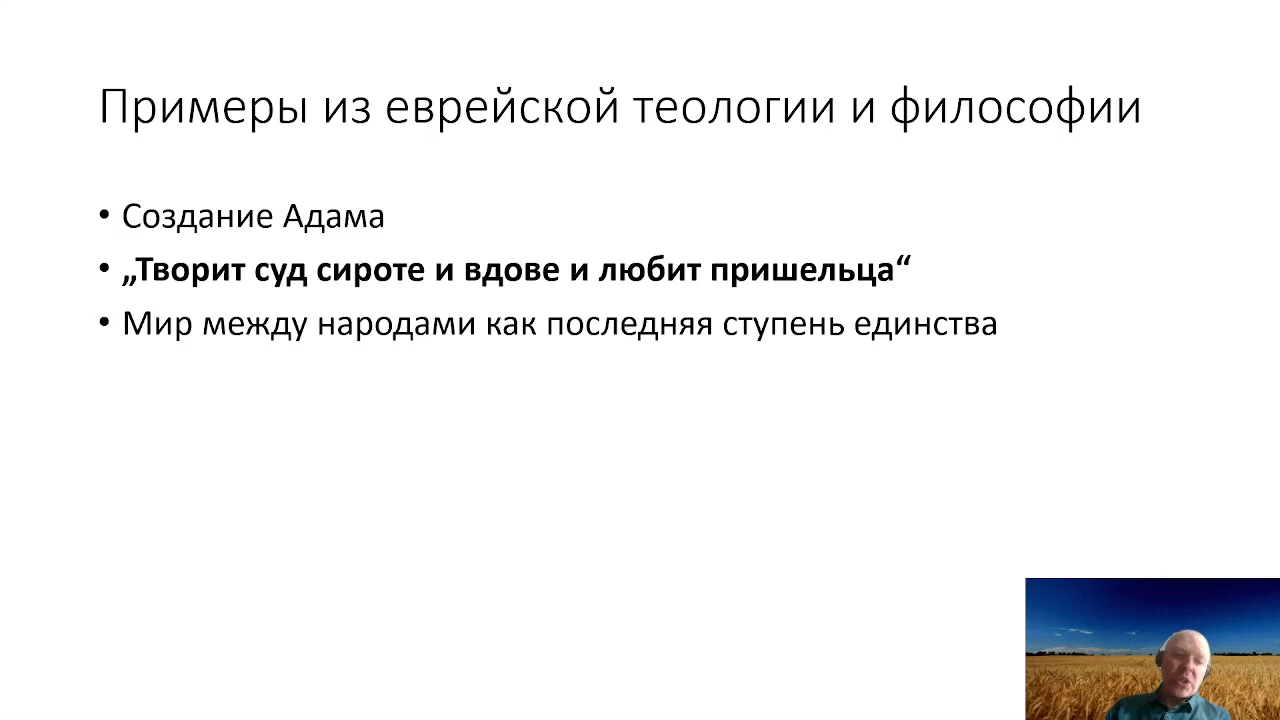 Примеры из еврейской теологии и философии
• Создание Адама
• „Творит суд сироте и вдове и любит пришельца“
• Мир между народами как последняя ступень единства